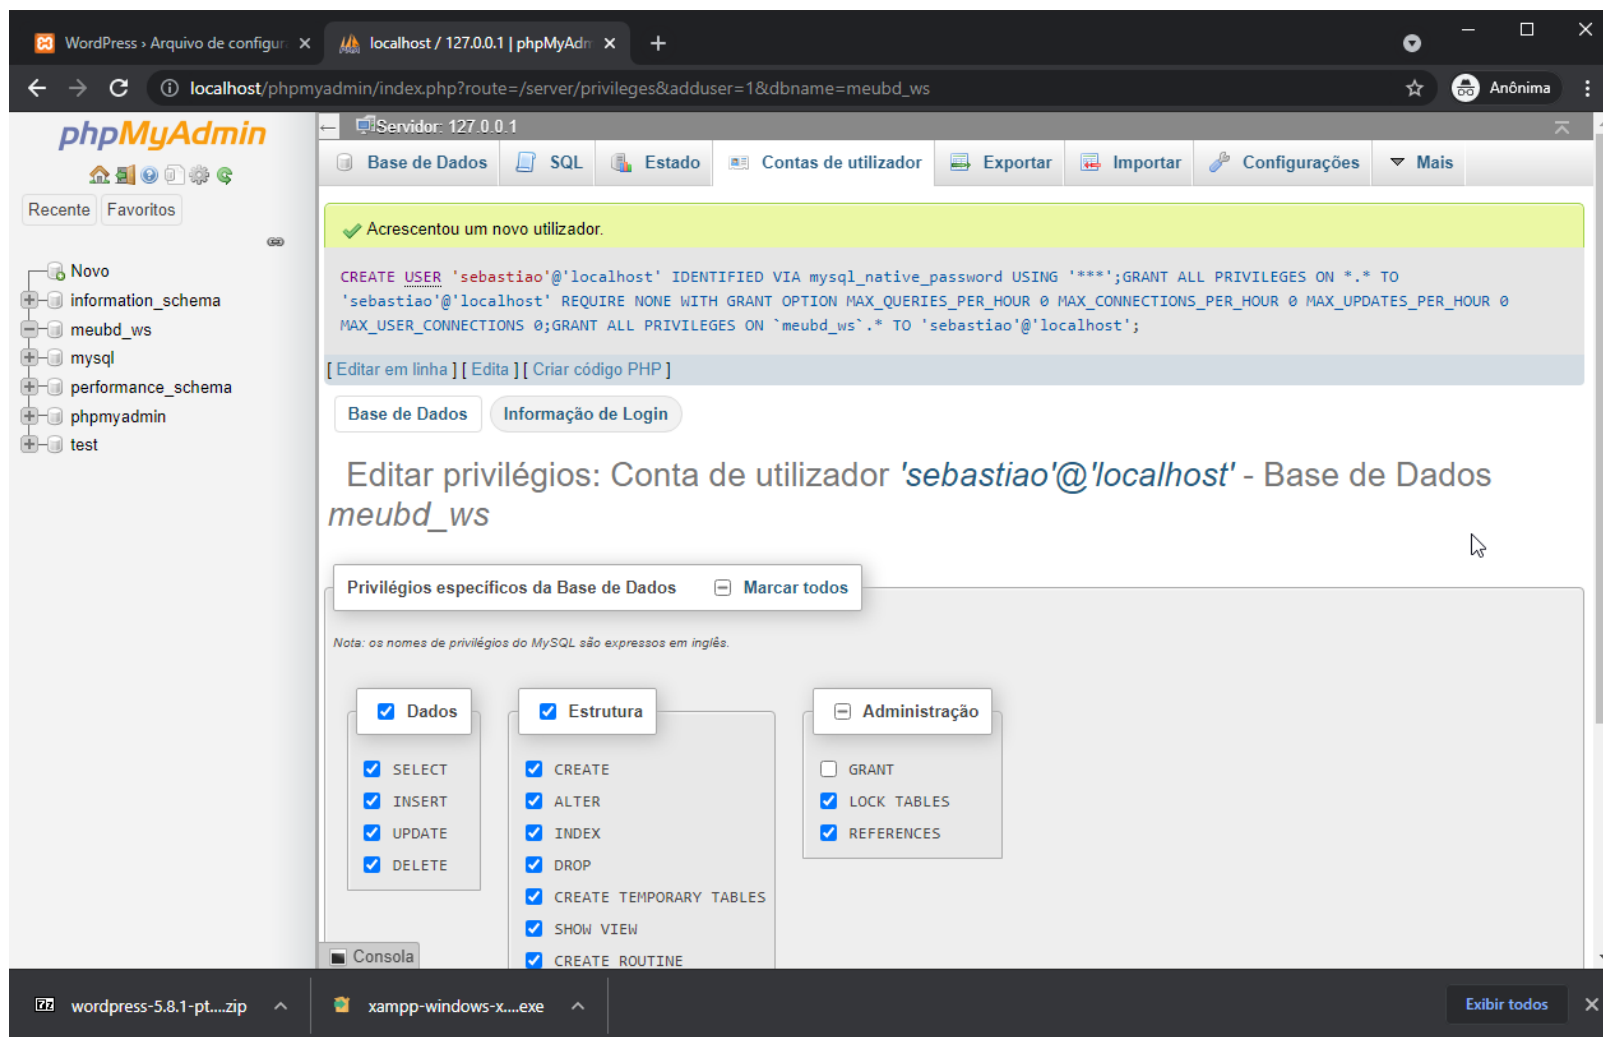 WordPress › Arquivo de configur
localhost / 127.0.0.1 | phpMyAdm
localhost/phpmyadmin/index.php?route=/server/privileges&adduser=1&dbname=meubd_ws
Anônima
phpMyAdmin
Recente
Favoritos
Novo
information_schema
meubd_ws
mysql
performance_schema
phpmyadmin
test
Servidor: 127.0.0.1
Base de Dados
SQL
Estado
Contas de utilizador
Exportar
Importar
Configurações
Mais
Acrescentou um novo utilizador.
CREATE USER 'sebastiao'@'localhost' IDENTIFIED VIA mysql_native_password USING '***';GRANT ALL PRIVILEGES ON *.* TO
'sebastiao'@'localhost' REQUIRE NONE WITH GRANT OPTION MAX_QUERIES_PER_HOUR 0 MAX_CONNECTIONS_PER_HOUR 0 MAX_UPDATES_PER_HOUR 0
MAX_USER_CONNECTIONS 0;GRANT ALL PRIVILEGES ON `meubd_ws`.* TO 'sebastiao'@'localhost';
[ Editar em linha ] [ Edita ] [ Criar código PHP ]
Base de Dados
Informação de Login
Editar privilégios: Conta de utilizador 'sebastiao'@'localhost' - Base de Dados
meubd_ws
Privilégios específicos da Base de Dados
Marcar todos
Nota: os nomes de privilégios do MySQL são expressos em inglês.
Dados
SELECT
INSERT
UPDATE
DELETE
Estrutura
CREATE
ALTER
INDEX
DROP
CREATE TEMPORARY TABLES
SHOW VIEW
CREATE ROUTINE
Administração
GRANT
LOCK TABLES
REFERENCES
Consola
wordpress-5.8.1-pt....zip
xampp-windows-x....exe
Exibir todos